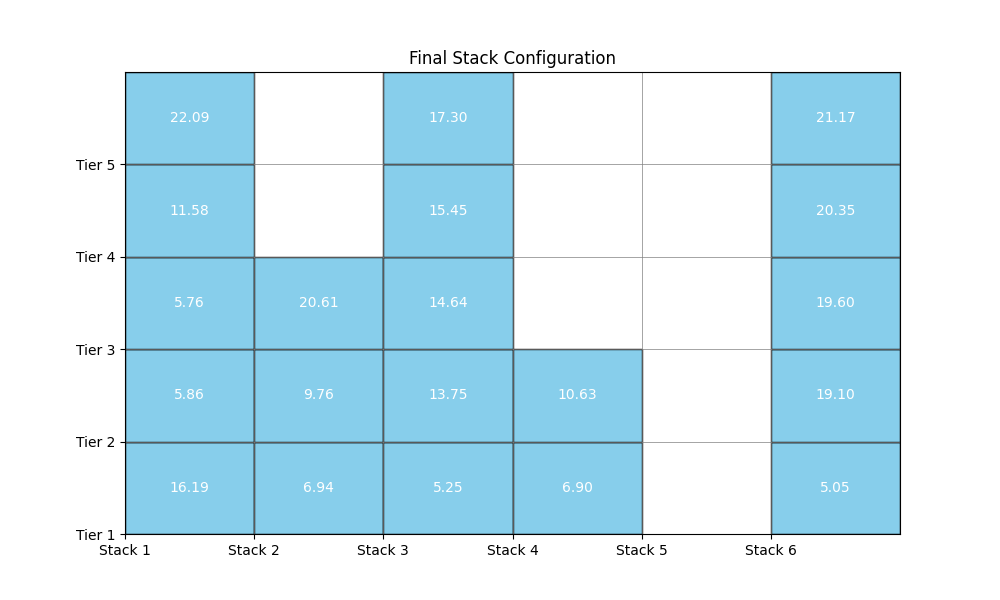 Final Stack Configuration
22.09 17.30 21.17
Tier 5
11.58 15.45 20.35
Tier 4
5.76 20.61 14.64 19.60
Tier 3
5.86 9.76 13.75 10.63 19.10
Tier 2
16.19 6.94 5.25 6.90 5.05
Tier 1
Stack 1 Stack 2 Stack 3 Stack 4 Stack 5 Stack 6